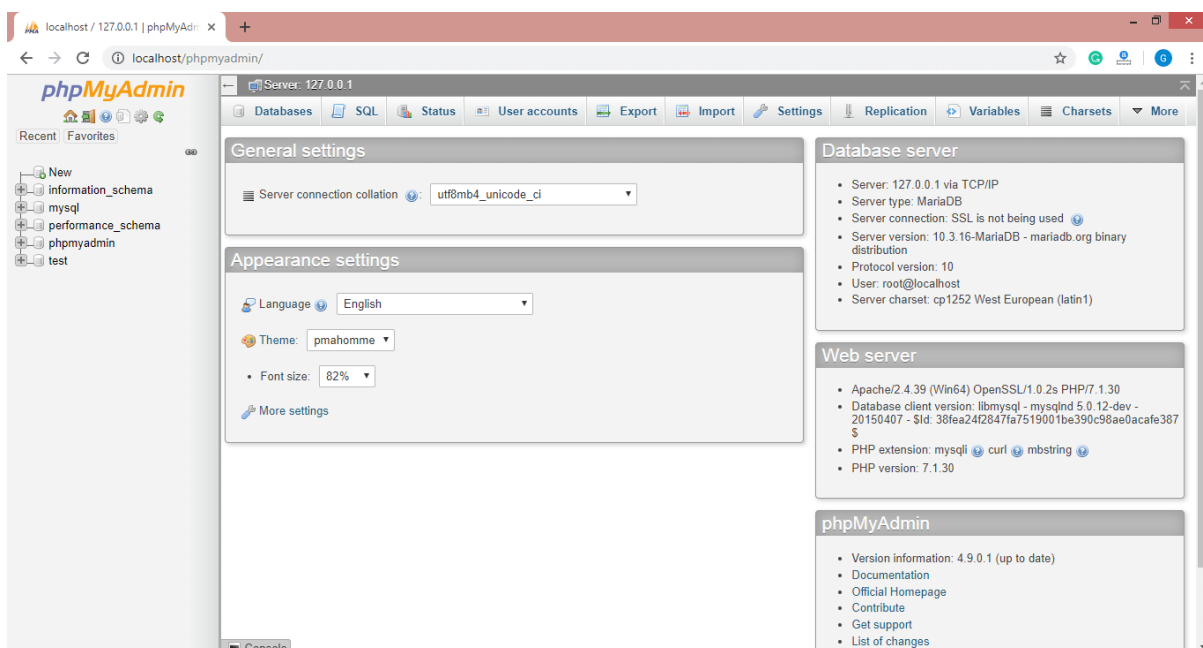 localhost / 127.0.0.1 | phpMyAdm
localhost/phpmyadmin/
phpMyAdmin
Recent Favorites
New
information_schema
mysql
performance_schema
phpmyadmin
test
Server: 127.0.0.1
Databases SQL Status User accounts Export Import Settings Replication Variables Charsets More
General settings
Server connection collation : utf8mb4_unicode_ci
Appearance settings
Language English
Theme: pmahomme
Font size: 82%
More settings
Database server
Server: 127.0.0.1 via TCP/IP
Server type: MariaDB
Server connection: SSL is not being used
Server version: 10.3.16-MariaDB - mariadb.org binary
distribution
Protocol version: 10
User: root@localhost
Server charset: cp1252 West European (latin1)
Web server
Apache/2.4.39 (Win64) OpenSSL/1.0.2s PHP/7.1.30
Database client version: libmysql - mysqlnd 5.0.12-dev -
20150407 - $Id: 38fea24f2847fa7519001be390c98ae0acafe387
$
PHP extension: mysqli curl mbstring
PHP version: 7.1.30
phpMyAdmin
Version information: 4.9.0.1 (up to date)
Documentation
Official Homepage
Contribute
Get support
List of changes
Console